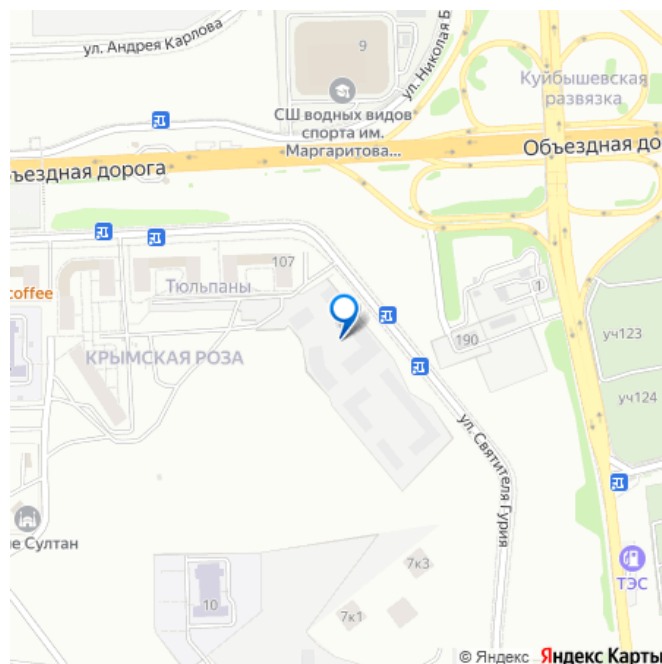 ул. Андрея Карлова
9
ул. Николая Б
Куйбышевская
развязка
СШ водных видов
спорта им.
Маргаритова...
Объездная до
ъездная дорога
107
Тюльпаны
coffee
1
190
уч123
КРЫМСКАЯ РОЗА
уч124
ул. Святителя Гурия
е Султан
7к3
ТЭС
10
7к1
© Яндекс Яндекс Карты